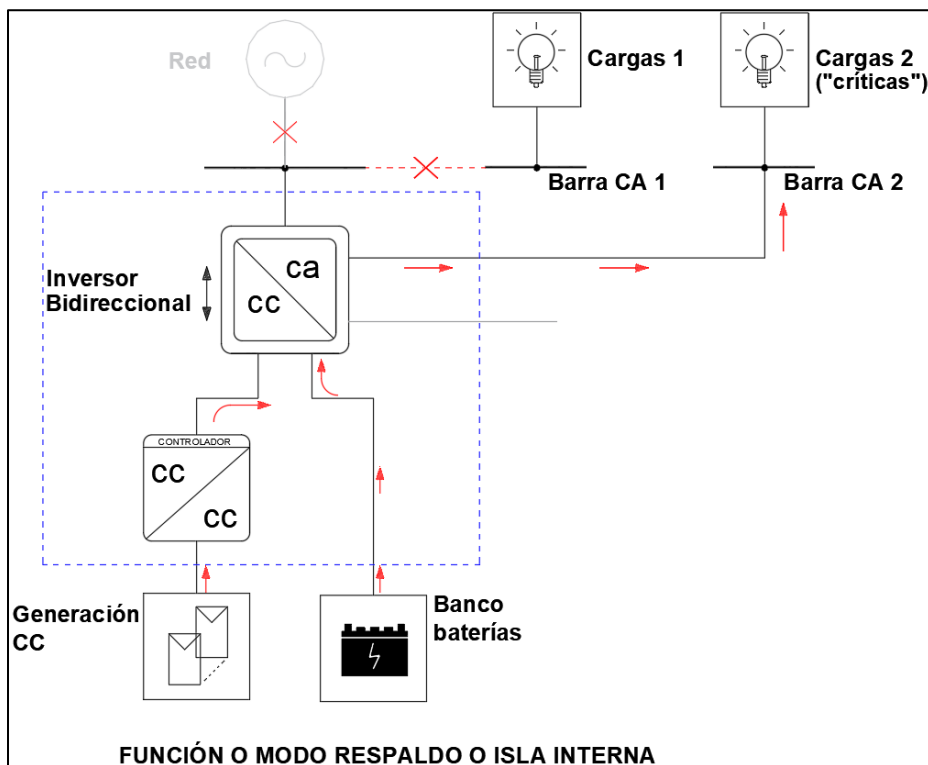 Red
Cargas 1
Cargas 2
("críticas")
Barra CA 1
Barra CA 2
Inversor
Bidireccional
ca
cc
CONTROLADOR
cc
cc
Generación
CC
Banco
baterías
FUNCIÓN O MODO RESPALDO O ISLA INTERNA